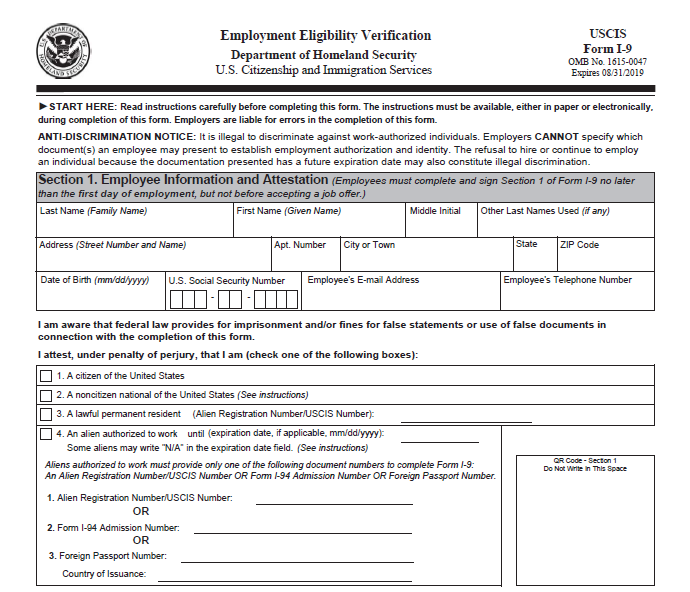 Employment Eligibility Verification
Department of Homeland Security
U.S. Citizenship and Immigration Services
USCIS
Form I-9
OMB No. 1615-0047
Expires 08/31/2019
►START HERE: Read instructions carefully before completing this form. The instructions must be available, either in paper or electronically,
during completion of this form. Employers are liable for errors in the completion of this form.
ANTI-DISCRIMINATION NOTICE: It is illegal to discriminate against work-authorized individuals. Employers CANNOT specify which
document(s) an employee may present to establish employment authorization and identity. The refusal to hire or continue to employ
an individual because the documentation presented has a future expiration date may also constitute illegal discrimination.
Section 1. Employee Information and Attestation (Employees must complete and sign Section 1 of Form I-9 no later
than the first day of employment, but not before accepting a job offer.)
Last Name (Family Name) First Name (Given Name) Middle Initial Other Last Names Used (if any)
Address (Street Number and Name) Apt. Number City or Town State ZIP Code
Date of Birth (mm/dd/yyyy) U.S. Social Security Number Employee's E-mail Address Employee's Telephone Number
- -
I am aware that federal law provides for imprisonment and/or fines for false statements or use of false documents in
connection with the completion of this form.
I attest, under penalty of perjury, that I am (check one of the following boxes):
1. A citizen of the United States
2. A noncitizen national of the United States (See instructions)
3. A lawful permanent resident (Alien Registration Number/USCIS Number):
4. An alien authorized to work until (expiration date, if applicable, mm/dd/yyyy):
Some aliens may write "N/A" in the expiration date field. (See instructions)
Aliens authorized to work must provide only one of the following document numbers to complete Form I-9:
An Alien Registration Number/USCIS Number OR Form I-94 Admission Number OR Foreign Passport Number.
1. Alien Registration Number/USCIS Number:
OR
2. Form I-94 Admission Number:
OR
3. Foreign Passport Number:
Country of Issuance:
QR Code - Section 1
Do Not Write In This Space